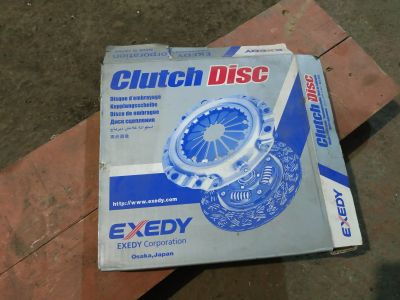 EXEDY Corporation
Clutch Disc
Disque d'embrayage
Kupplungsscheibe
Disco de embrague
Диск сцепления
http://www.exedy.com
EXEDY
EXEDY Corporation
Osaka,Japan
Clutch Disc
EXEDY